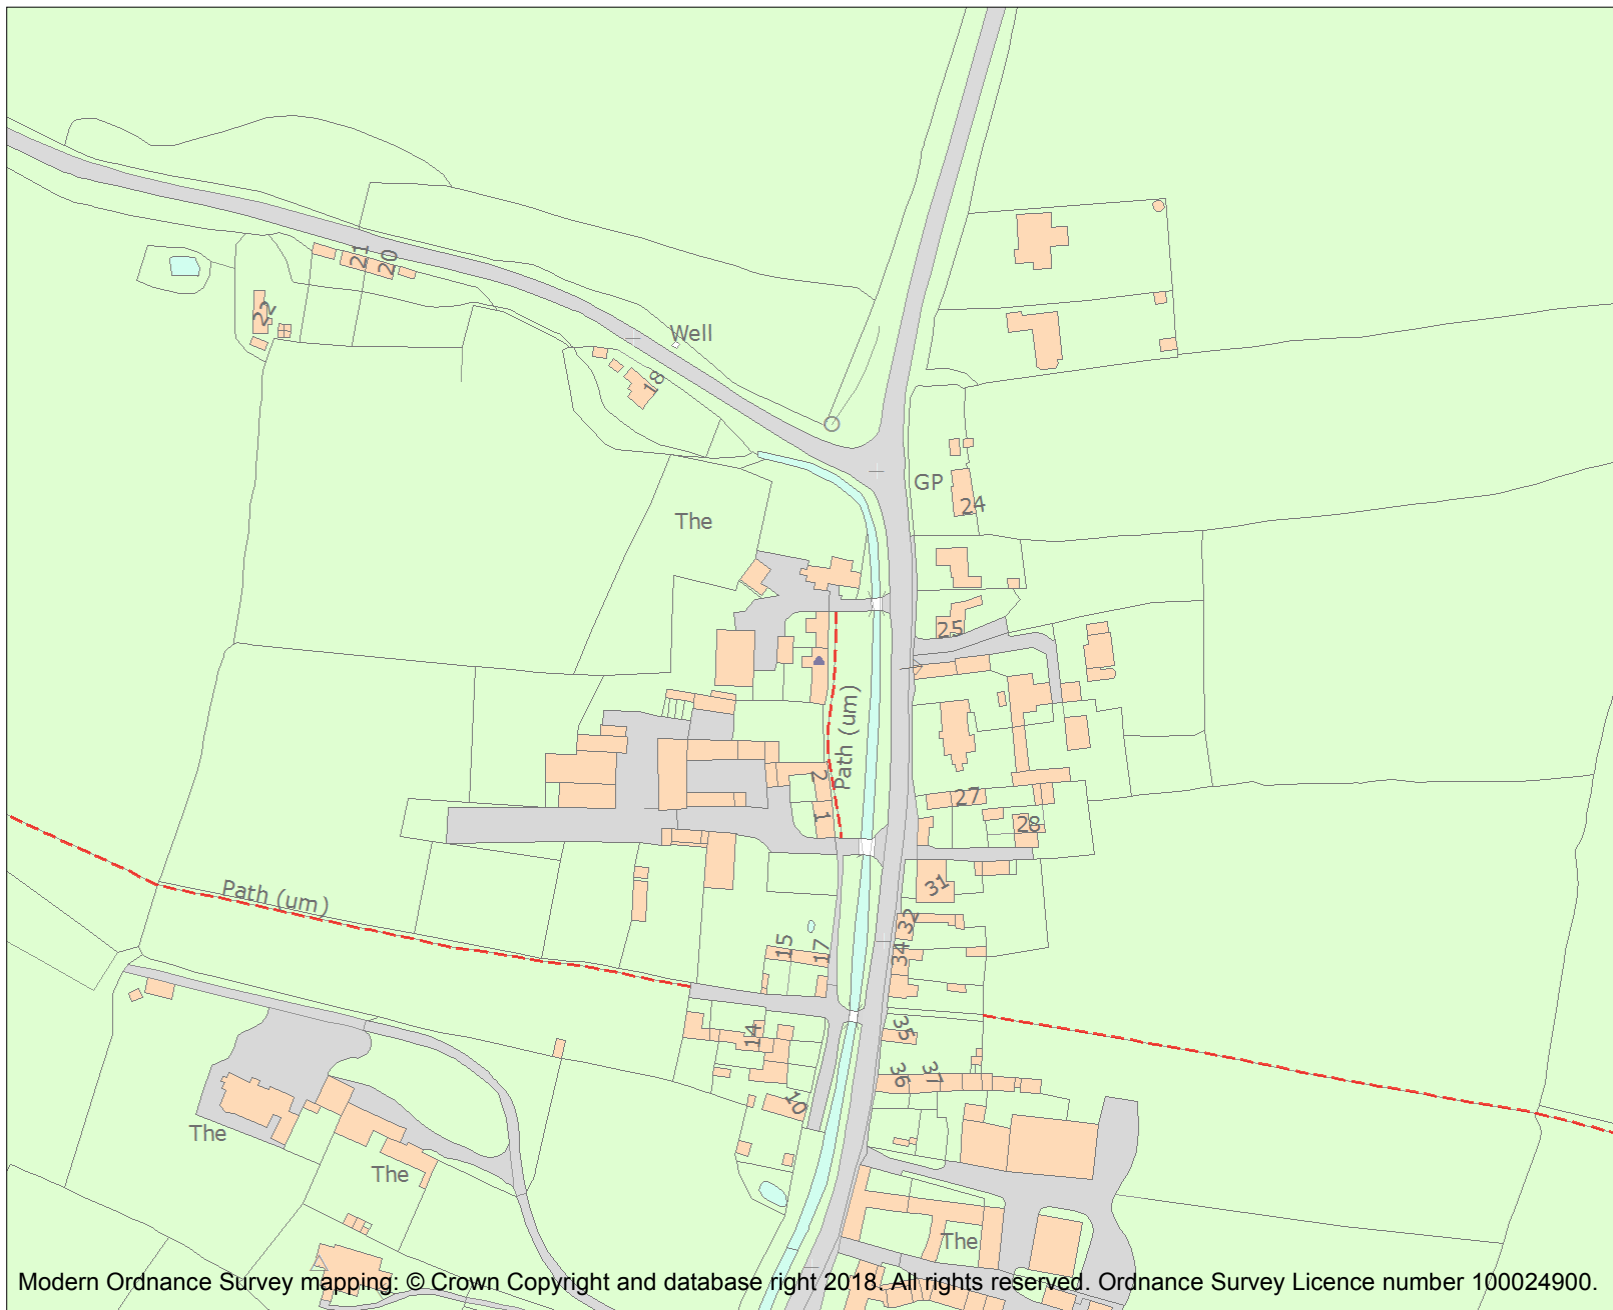 21
20
22
Well
18
GP
24
The
25
Path (um)
2
1
27
28
31
32
34
Path (um)
15
17
14
35
36
37
10
The
The
The
Modern Ordnance Survey mapping: © Crown Copyright and database right 2018. All rights reserved. Ordnance Survey Licence number 100024900.